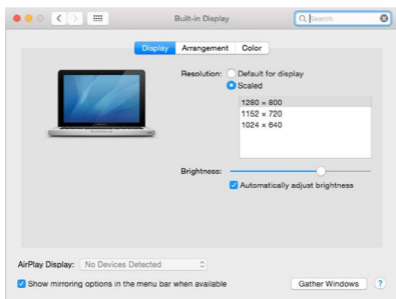 Built-in Display
Search
Display Arrangement Color
Resolution: Default for display
Scaled
1280 × 800
1152 × 720
1024 × 640
Brightness:
Automatically adjust brightness
AirPlay Display: No Devices Detected
Show mirroring options in the menu bar when available
Gather Windows ?